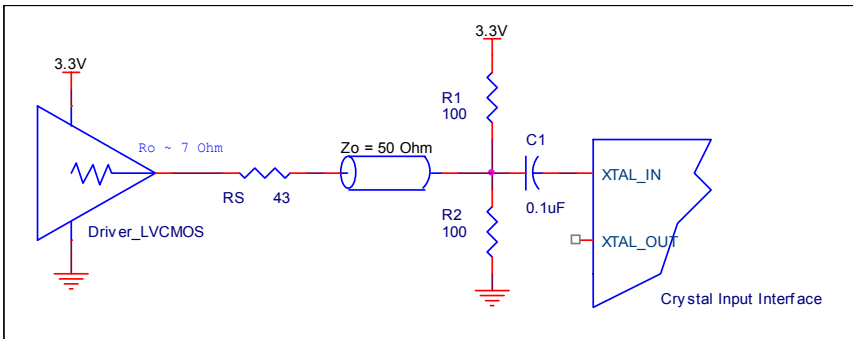 3.3V
3.3V
R1
100
Ro ~ 7 Ohm
Zo = 50 Ohm
C1
XTAL_IN
RS 43
0.1uF
R2
100
Driver_LVCMOS
XTAL_OUT
Crystal Input Interface